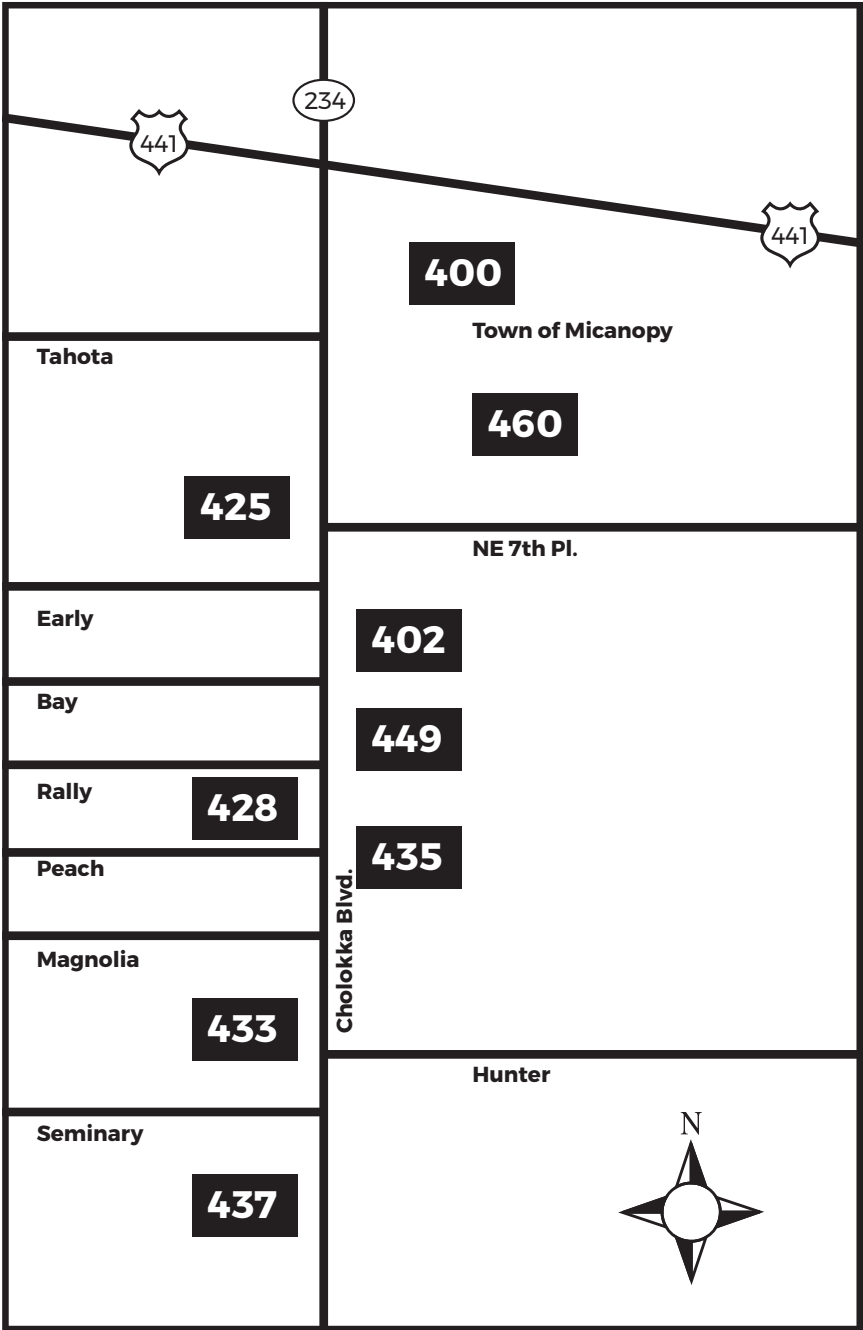 234
441
441
400
Town of Micanopy
Tahota
460
425
NE 7th Pl.
Early
402
Bay
449
Rally
428
435
Peach
Cholokka Blvd.
Magnolia
433
Hunter
Seminary
N
437